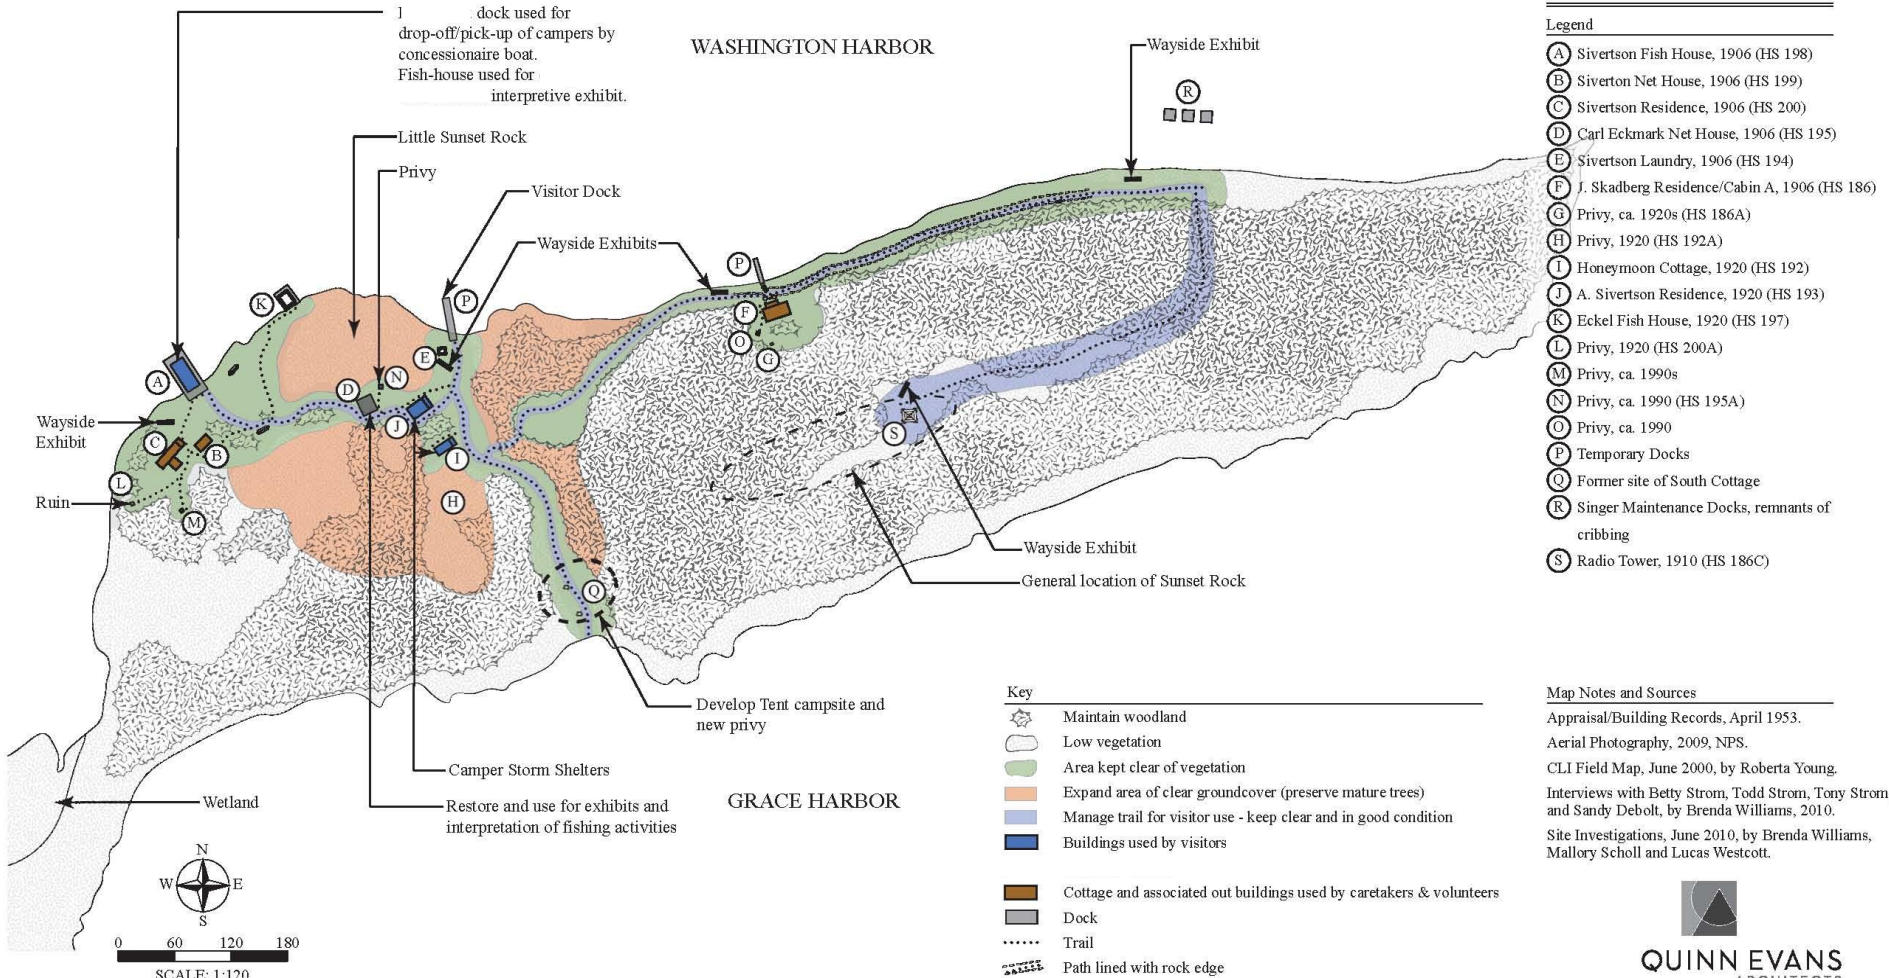 dock used for
drop-off/pick-up of campers by
concessionaire boat.
Fish-house used for
interpretive exhibit.
WASHINGTON HARBOR
Wayside Exhibit
R
Little Sunset Rock
Privy
Visitor Dock
Wayside Exhibits
P
K
P
F
E
O
G
A
N
D
Wayside
Exhibit
J
C
B
I
S
L
Ruin
H
M
Q
Wayside Exhibit
General location of Sunset Rock
Develop Tent campsite and
new privy
Camper Storm Shelters
Restore and use for exhibits and
interpretation of fishing activities
GRACE HARBOR
Wetland
N
W
E
S
0 60 120 180
SCALE: 1:120
Legend
A Sivertson Fish House, 1906 (HS 198)
B Siverton Net House, 1906 (HS 199)
C Sivertson Residence, 1906 (HS 200)
D Carl Eckmark Net House, 1906 (HS 195)
E Sivertson Laundry, 1906 (HS 194)
F J. Skadberg Residence/Cabin A, 1906 (HS 186)
G Privy, ca. 1920s (HS 186A)
H Privy, 1920 (HS 192A)
I Honeymoon Cottage, 1920 (HS 192)
J A. Sivertson Residence, 1920 (HS 193)
K Eckel Fish House, 1920 (HS 197)
L Privy, 1920 (HS 200A)
M Privy, ca. 1990s
N Privy, ca. 1990 (HS 195A)
O Privy, ca. 1990
P Temporary Docks
Q Former site of South Cottage
R Singer Maintenance Docks, remnants of
cribbing
S Radio Tower, 1910 (HS 186C)
Key
Maintain woodland
Low vegetation
Area kept clear of vegetation
Expand area of clear groundcover (preserve mature trees)
Manage trail for visitor use - keep clear and in good condition
Buildings used by visitors
Cottage and associated out buildings used by caretakers & volunteers
Dock
Trail
Path lined with rock edge
Map Notes and Sources
Appraisal/Building Records, April 1953.
Aerial Photography, 2009, NPS.
CLI Field Map, June 2000, by Roberta Young.
Interviews with Betty Strom, Todd Strom, Tony Strom
and Sandy Debolt, by Brenda Williams, 2010.
Site Investigations, June 2010, by Brenda Williams,
Mallory Scholl and Lucas Westcott.
QUINN EVANS